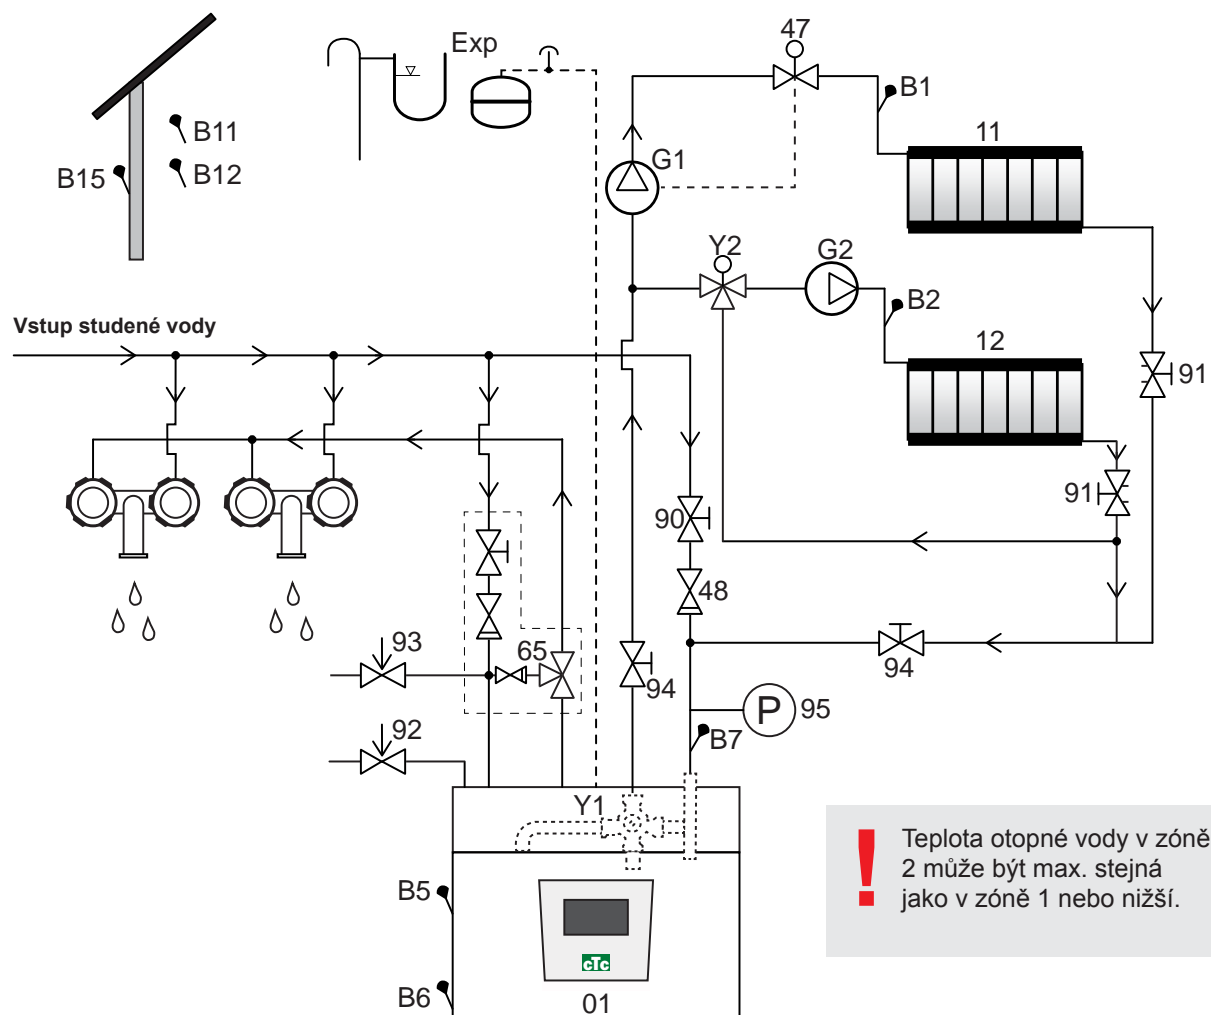 47
Exp
B1
B11
11
G1
B12
B15
Y2
G2
B2
Vstup studené vody
12
91
91
90
48
93
65
94
94
P
95
92
B7
Y1
Teplota otopné vody v zóně
2 může být max. stejná
jako v zóně 1 nebo nižší.
!
B5
cTc
B6
01